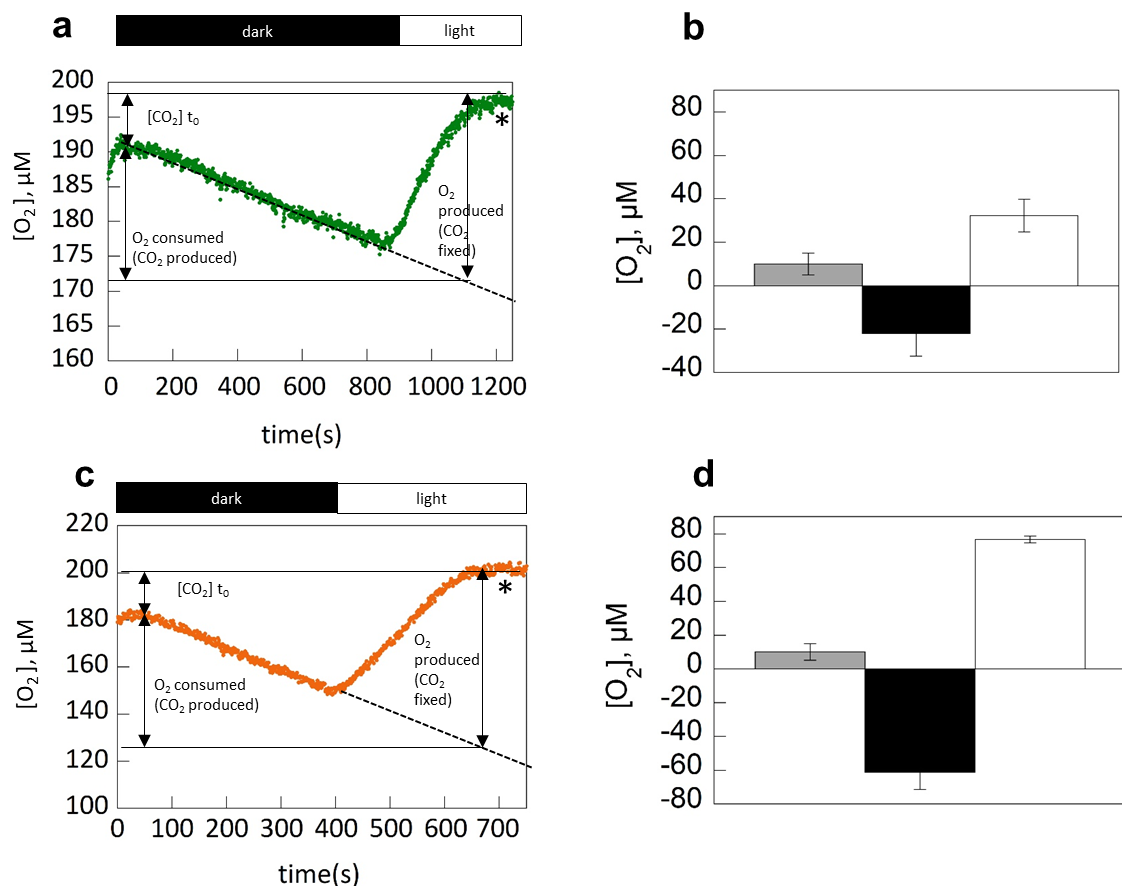 a
b
dark
light
200
195
190
185
180
175
170
165
160
[O₂], µM
[CO₂] t₀
*
O₂ consumed
(CO₂ produced)
O₂
produced
(CO₂
fixed)
0 200 400 600 800 1000 1200
time(s)
80
60
40
20
0
-20
-40
[O₂], µM
c
d
dark
light
220
200
180
160
140
120
100
[O₂], µM
[CO₂] t₀
*
O₂ consumed
(CO₂ produced)
O₂
produced
(CO₂
fixed)
0 100 200 300 400 500 600 700
time(s)
80
60
40
20
0
-20
-40
-60
-80
[O₂], µM